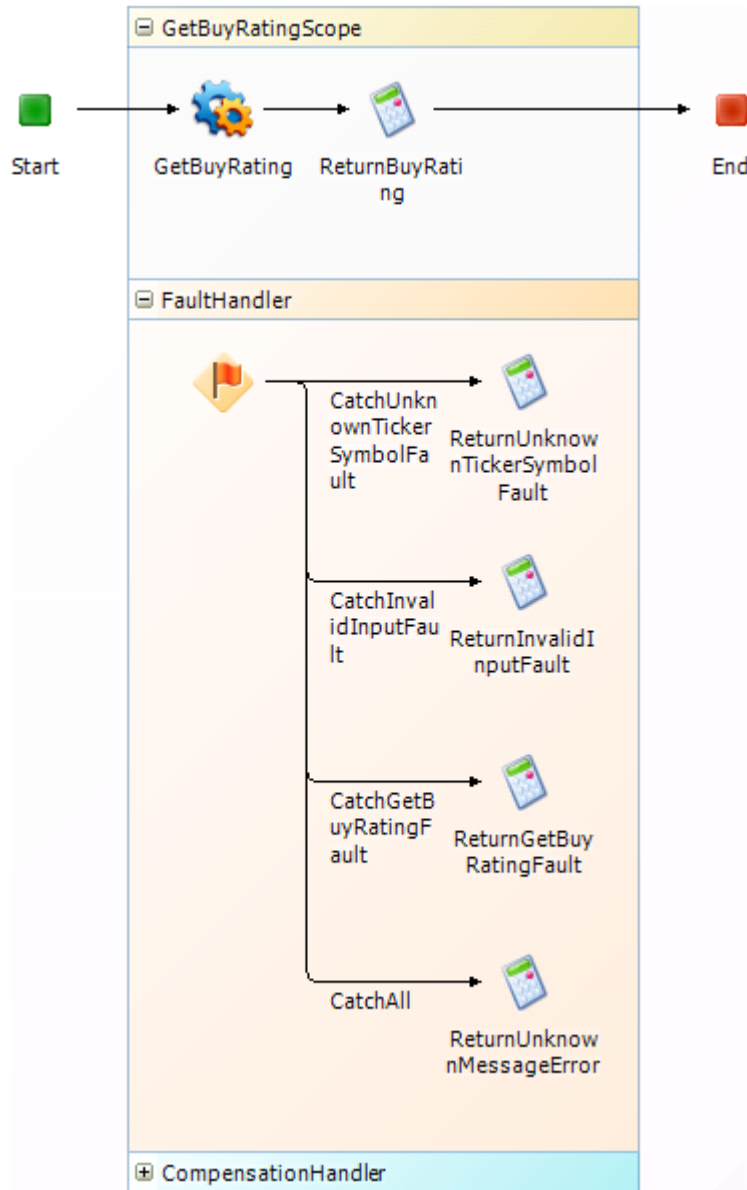 GetBuyRatingScope
Start
GetBuyRating
ReturnBuyRati
ng
End
FaultHandler
CatchUnkn
ownTicker
SymbolFa
ult
ReturnUnknow
nTickerSymbol
Fault
CatchInval
idInputFau
lt
ReturnInvalidI
nputFault
CatchGetB
uyRatingF
ault
ReturnGetBuy
RatingFault
CatchAll
ReturnUnknow
nMessageError
CompensationHandler